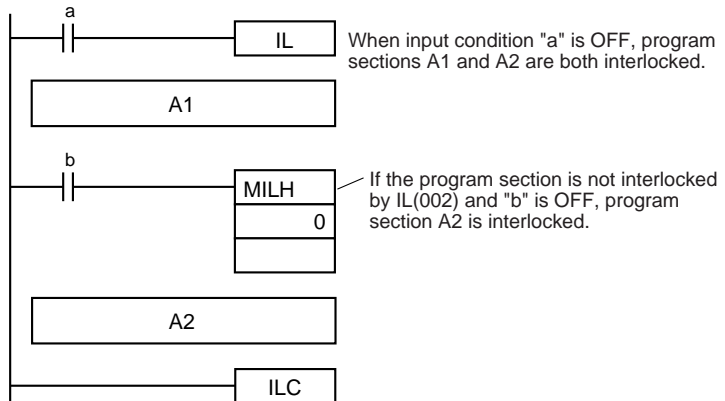 a
IL
When input condition "a" is OFF, program
sections A1 and A2 are both interlocked.
A1
b
MILH
0
If the program section is not interlocked
by IL(002) and "b" is OFF, program
section A2 is interlocked.
A2
ILC